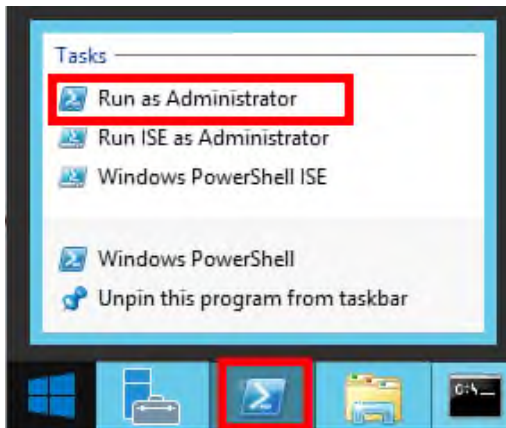 Tasks
Run as Administrator
Run ISE as Administrator
Windows PowerShell ISE
Windows PowerShell
Unpin this program from taskbar
C:\_